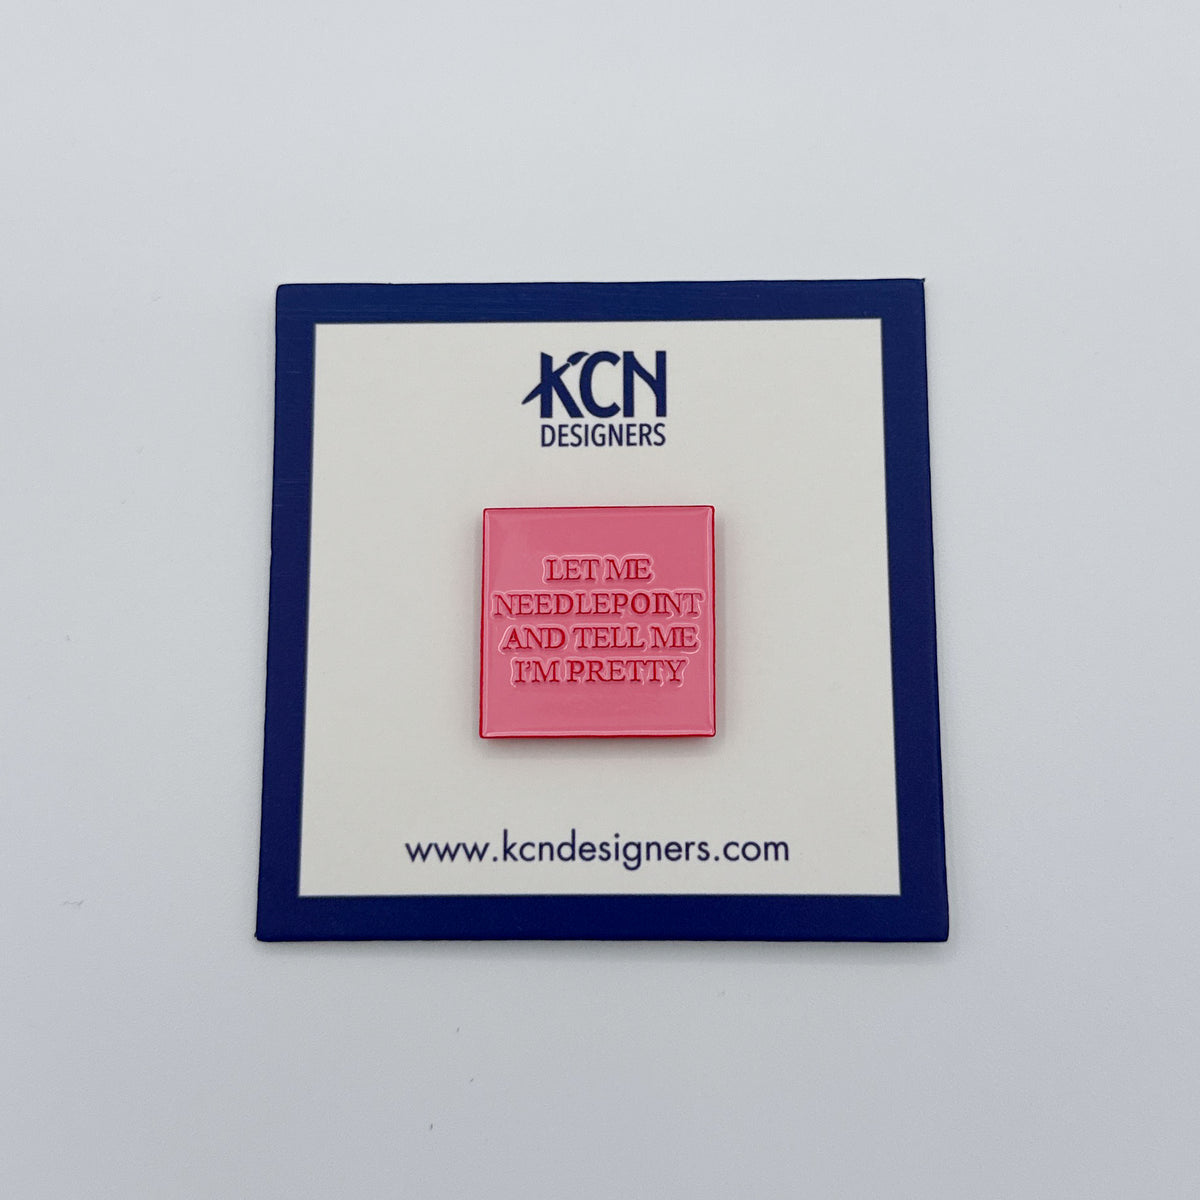 KCN
DESIGNERS
LET ME
NEEDLEPOINT
AND TELL ME
I'M PRETTY
www.kcndesigners.com